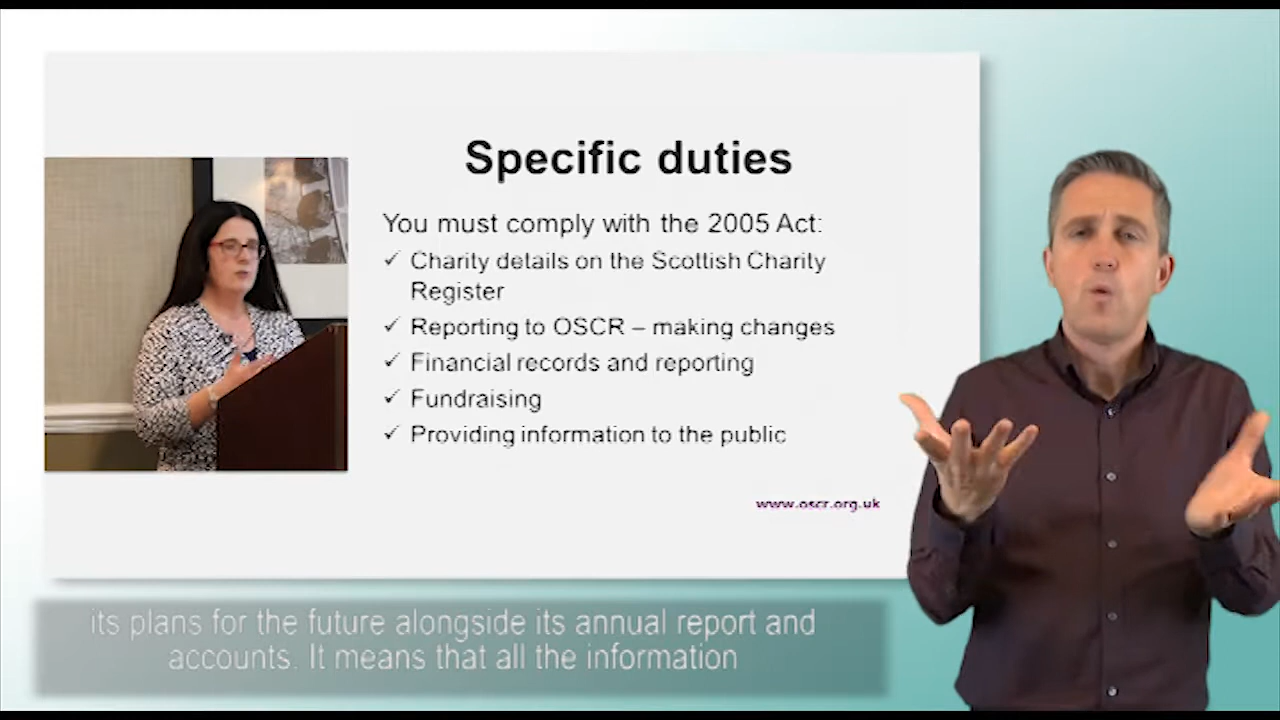 Specific duties
You must comply with the 2005 Act:
✓ Charity details on the Scottish Charity
Register
✓ Reporting to OSCR – making changes
✓ Financial records and reporting
✓ Fundraising
✓ Providing information to the public
www.oscr.org.uk
its plans for the future alongside its annual report and
accounts. It means that all the information